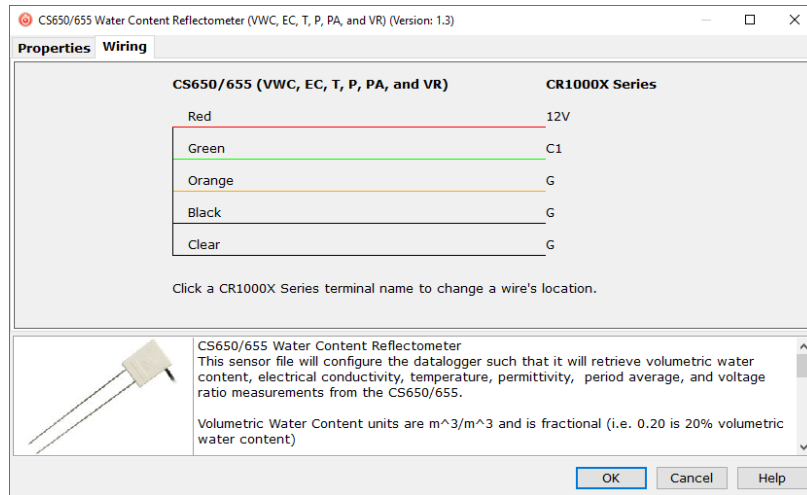 CS650/655 Water Content Reflectometer (VWC, EC, T, P, PA, and VR) (Version: 1.3)
Properties Wiring
CS650/655 (VWC, EC, T, P, PA, and VR) CR1000X Series
Red 12V
Green C1
Orange G
Black G
Clear G
Click a CR1000X Series terminal name to change a wire's location.
CS650/655 Water Content Reflectometer
This sensor file will configure the datalogger such that it will retrieve volumetric water
content, electrical conductivity, temperature, permittivity,  period average, and voltage
ratio measurements from the CS650/655.
Volumetric Water Content units are m^3/m^3 and is fractional (i.e. 0.20 is 20% volumetric
water content)
OK Cancel Help